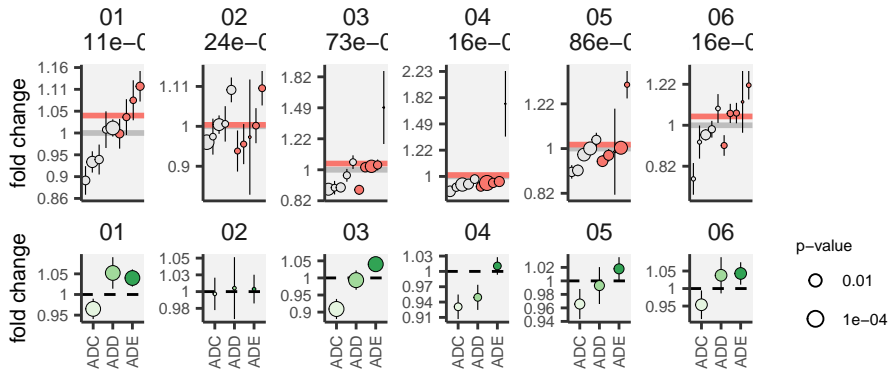 01 02 03 04 05 06
11e−0 24e−0 73e−0 16e−0 86e−0 16e−0
fold change
1.16 1.11 1.05 1 0.95 0.9 0.86
1.11 1 0.9
1.82 1.49 1.22 1 0.82
2.23 1.82 1.49 1.22 1
1.22 1 0.82
1.22 1 0.82
01 02 03 04 05 06
fold change
1.05 1 0.95
1.05 1.03 1 0.98
1.05 1 0.95 0.9
1.03 1 0.97 0.94 0.91
1.02 1 0.98 0.96 0.94
1.05 1 0.95
ADC ADD ADE ADC ADD ADE ADC ADD ADE ADC ADD ADE ADC ADD ADE ADC ADD ADE
p−value
0.01
1e−04